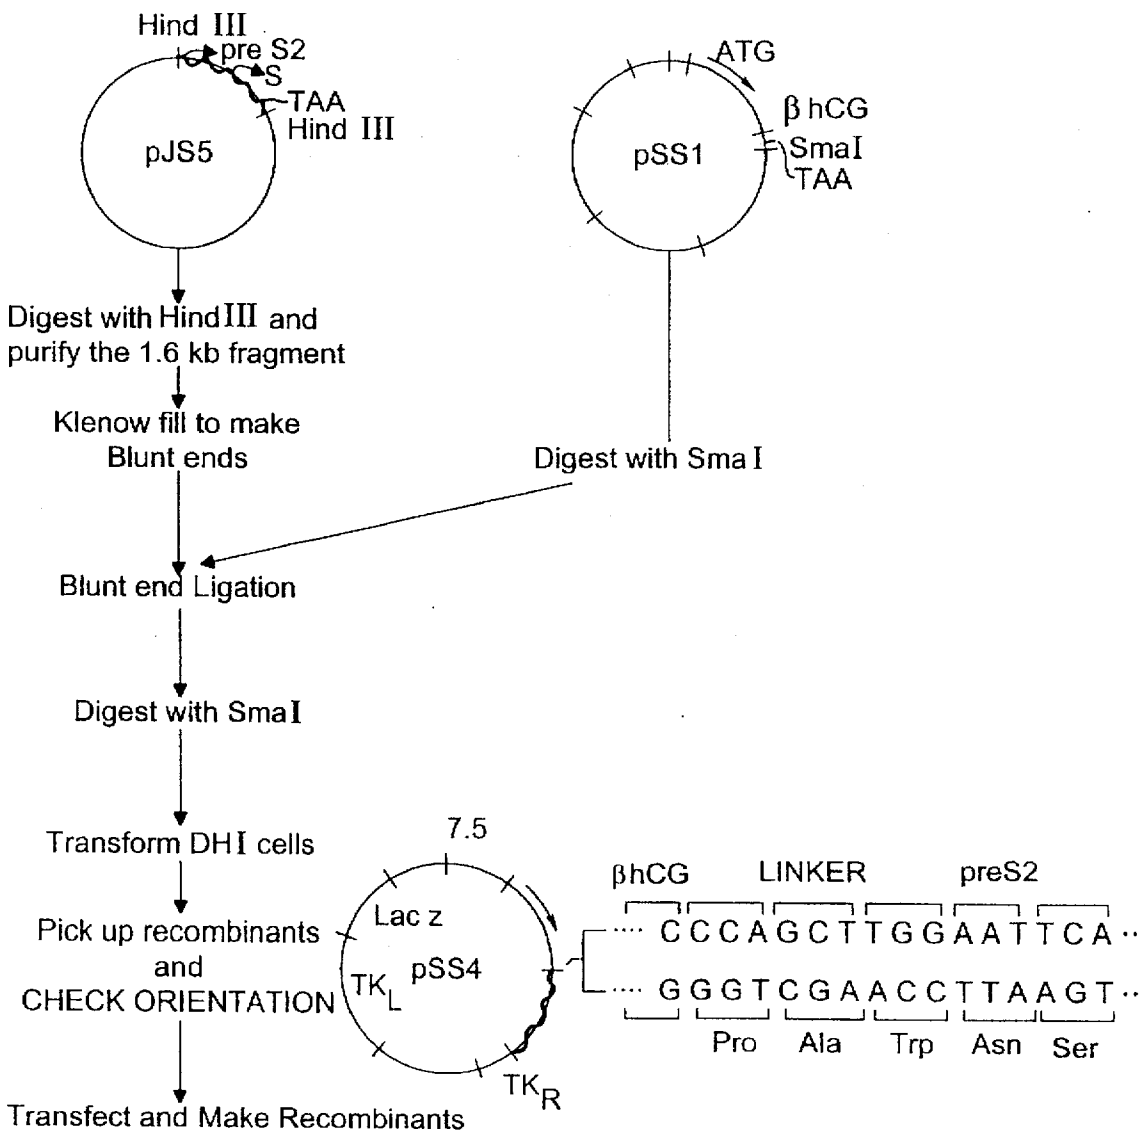 Hind III
pre S2
S
TAA
Hind III
pJS5
ATG
β hCG
SmaI
TAA
pSS1
Digest with Hind III and
purify the 1.6 kb fragment
Klenow fill to make
Blunt ends
Digest with Sma I
Blunt end Ligation
Digest with SmaI
Transform DHI cells
Pick up recombinants
and
CHECK ORIENTATION
Transfect and Make Recombinants
7.5
Lac z
pSS4
TKL
TKR
βhCG LINKER preS2
.... C C C A G C T T G G A A T T C A ..
.... G G G T C G A A C C T T A A G T ..
Pro Ala Trp Asn Ser